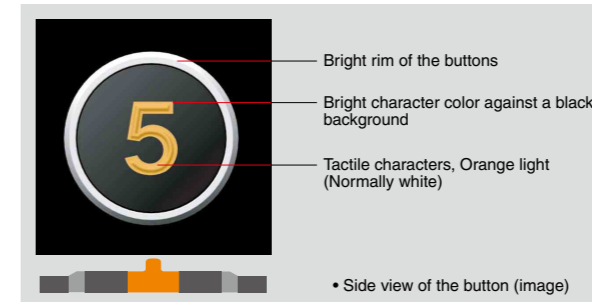 5
Bright rim of the buttons
Bright character color against a black
background
Tactile characters, Orange light
(Normally white)
• Side view of the button (image)